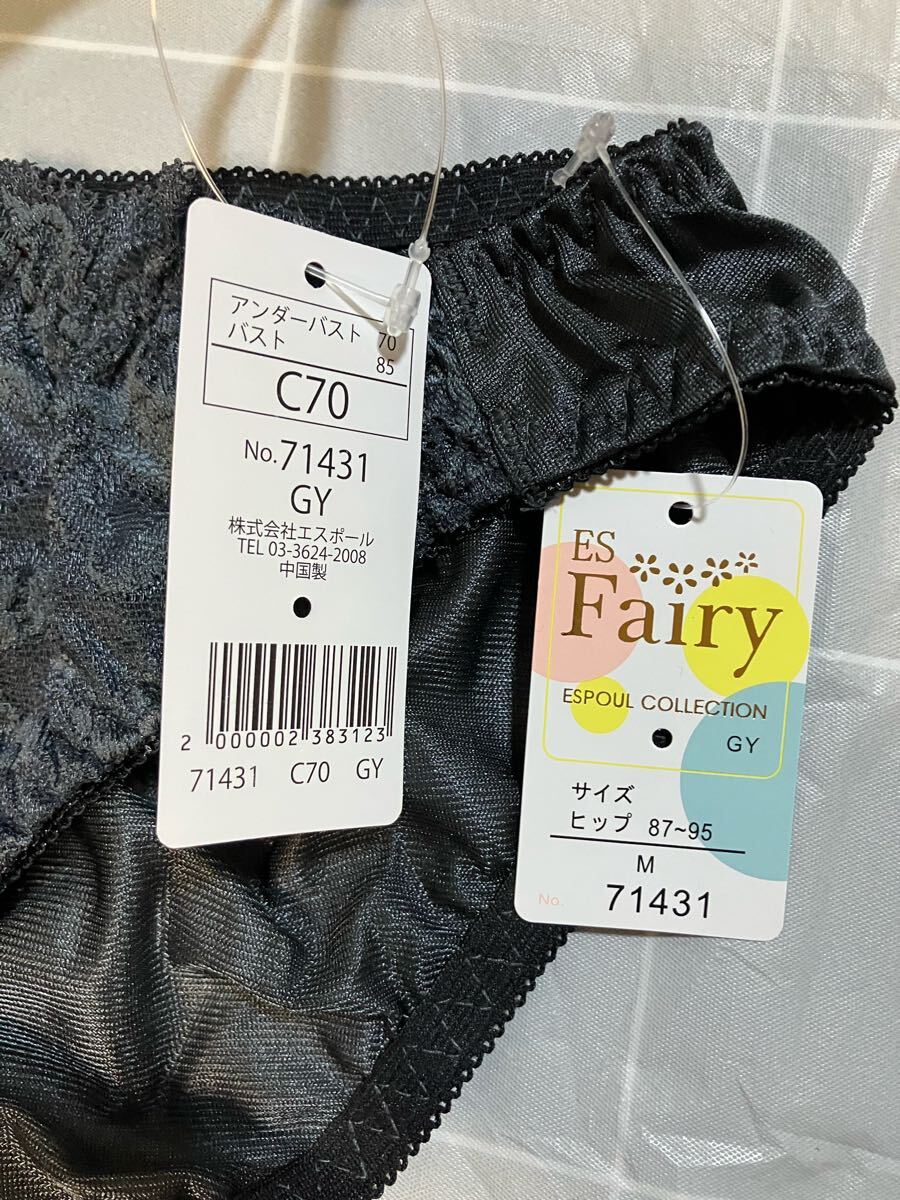 アンダーバスト 70
バスト 85
C70
No.71431
GY
株式会社エスポール
TEL 03-3624-2008
中国製
2 000002 383123
71431 C70 GY
ES
Fairy
ESPOUL COLLECTION
GY
サイズ
ヒップ 87~95
M
No. 71431